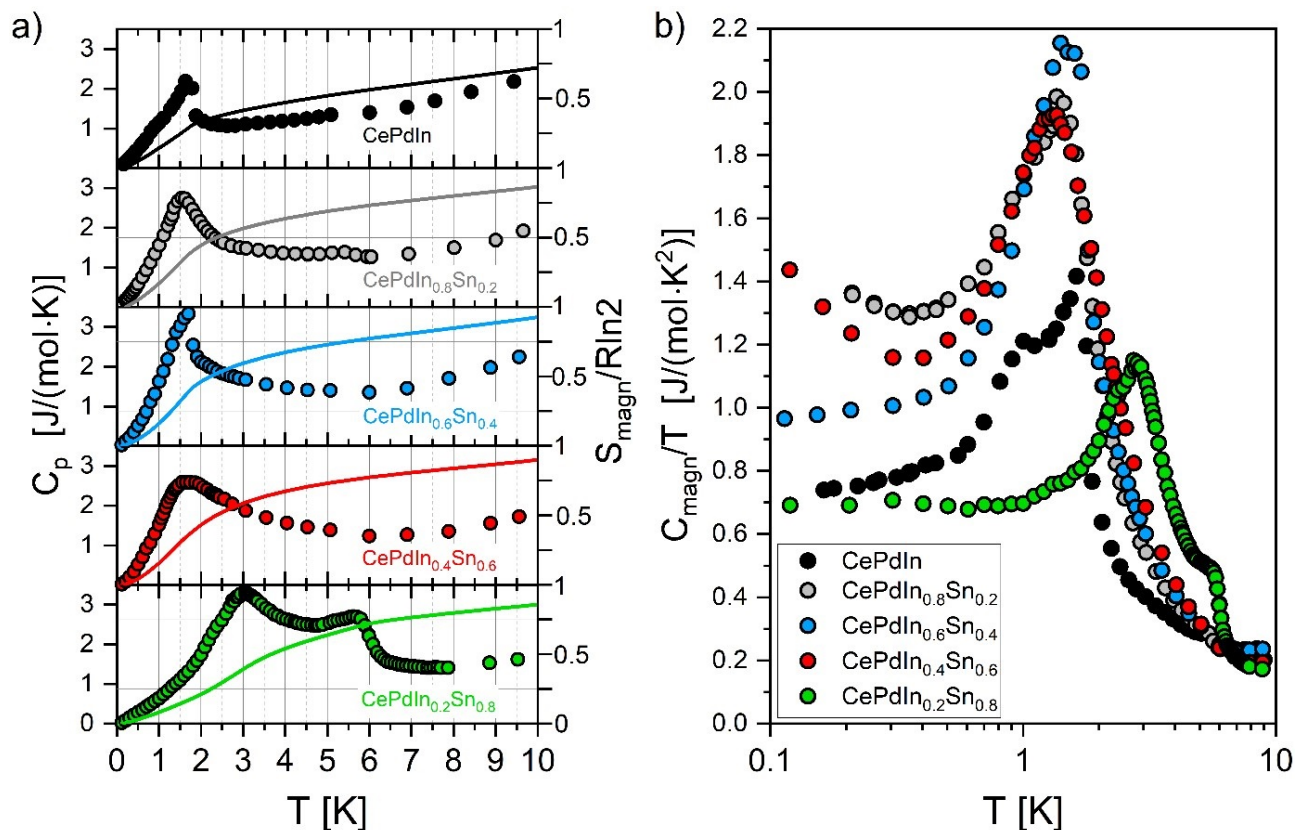 a)
C_p [J/(mol·K)]
3
2
1
3
2
1
3
2
1
3
2
1
3
2
1
0
CePdIn
CePdIn0.8Sn0.2
CePdIn0.6Sn0.4
CePdIn0.4Sn0.6
CePdIn0.2Sn0.8
1
0.5
1
0.5
1
0.5
1
0.5
1
0.5
0
S_magn/Rln2
0 1 2 3 4 5 6 7 8 9 10
T [K]
b)
C_magn/T [J/(mol·K²)]
2.2
2.0
1.8
1.6
1.4
1.2
1.0
0.8
0.6
0.4
0.2
0.0
CePdIn
CePdIn0.8Sn0.2
CePdIn0.6Sn0.4
CePdIn0.4Sn0.6
CePdIn0.2Sn0.8
0.1 1 10
T [K]